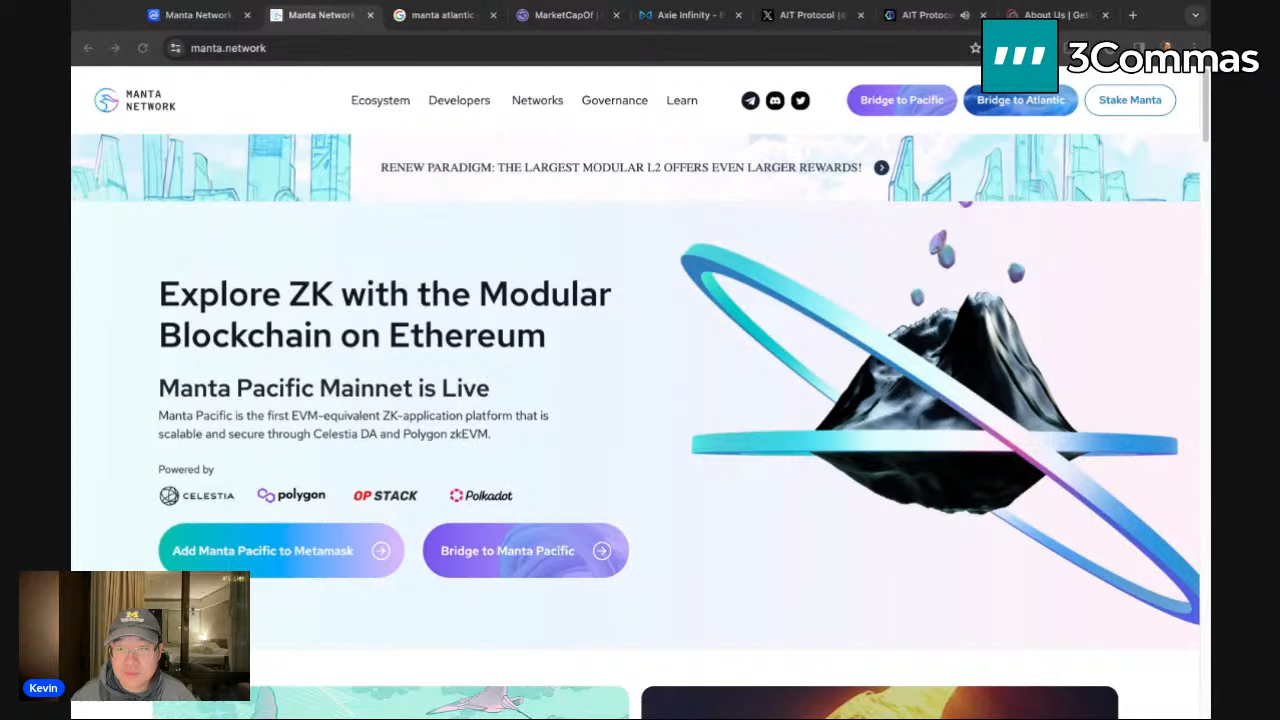 Manta Network
Manta Network
manta atlantic
MarketCapOf
Axie Infinity - B
AIT Protocol (@
AIT Protoc
About Us | Get
manta.network
3Commas
MANTA
NETWORK
Ecosystem
Developers
Networks
Governance
Learn
Bridge to Pacific
Bridge to Atlantic
Stake Manta
RENEW PARADIGM: THE LARGEST MODULAR L2 OFFERS EVEN LARGER REWARDS!
Explore ZK with the Modular
Blockchain on Ethereum
Manta Pacific Mainnet is Live
Manta Pacific is the first EVM-equivalent ZK-application platform that is
scalable and secure through Celestia DA and Polygon zkEVM.
Powered by
CELESTIA
polygon
OP STACK
Polkadot
Add Manta Pacific to Metamask
Bridge to Manta Pacific
M
Kevin